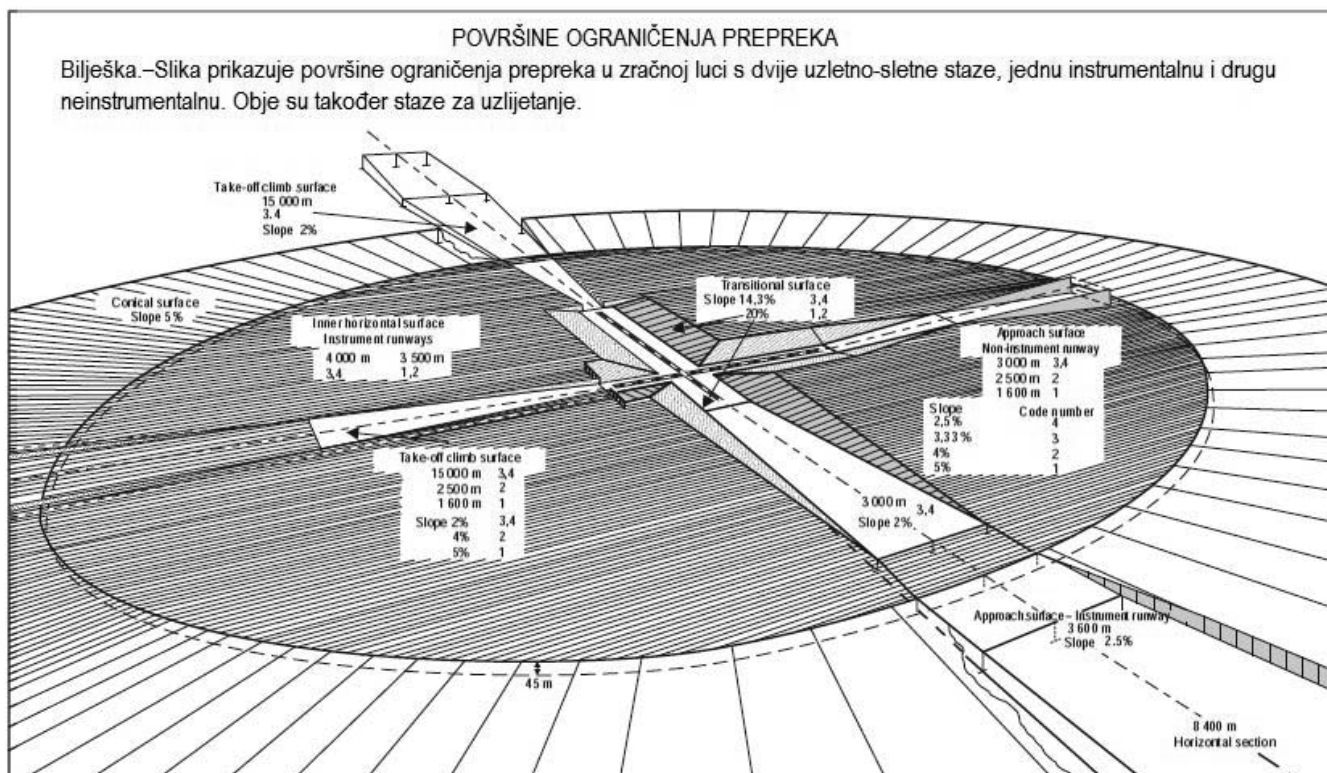 POVRŠINE OGRANIČENJA PREPREKA
Bilješka.–Slika prikazuje površine ograničenja prepreka u zračnoj luci s dvije uzletno-sletne staze, jednu instrumentalnu i drugu
neinstrumentalnu. Obje su također staze za uzlijetanje.
Take-off climb surface
15 000 m
3.4
Slope 2%
Conical surface
Slope 5%
Inner horizontal surface
Instrument runways
4 000 m 3 500 m
3,4 1,2
Transitional surface
Slope 14,3% 3,4
20% 1,2
Approach surface
Non-instrument runway
3 000 m 3,4
2 500 m 2
1 600 m 1
Slope Code number
2,5% 4
3,33% 3
4% 2
5% 1
Take-off climb surface
15 000 m 3,4
2 500 m 2
1 600 m 1
Slope 2% 3,4
4% 2
5% 1
3 000 m 3,4
Slope 2%
Approach surface – Instrument runway
3 600 m
Slope 2.5%
45 m
8 400 m
Horizontal section